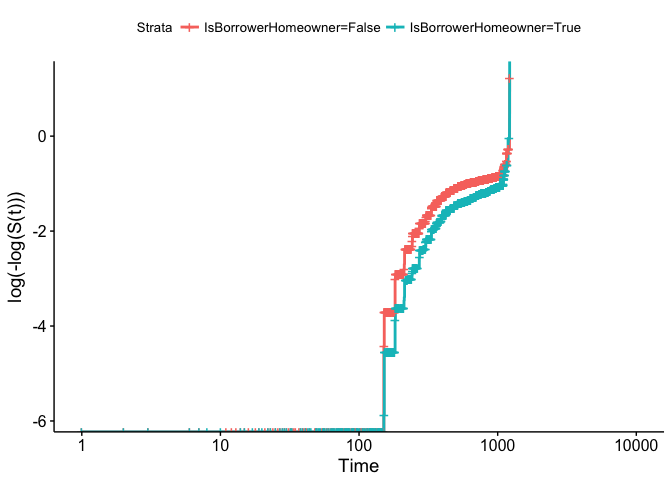 Strata IsBorrowerHomeowner=False IsBorrowerHomeowner=True
log(-log(S(t)))
0
-2
-4
-6
1 10 100 1000 10000
Time